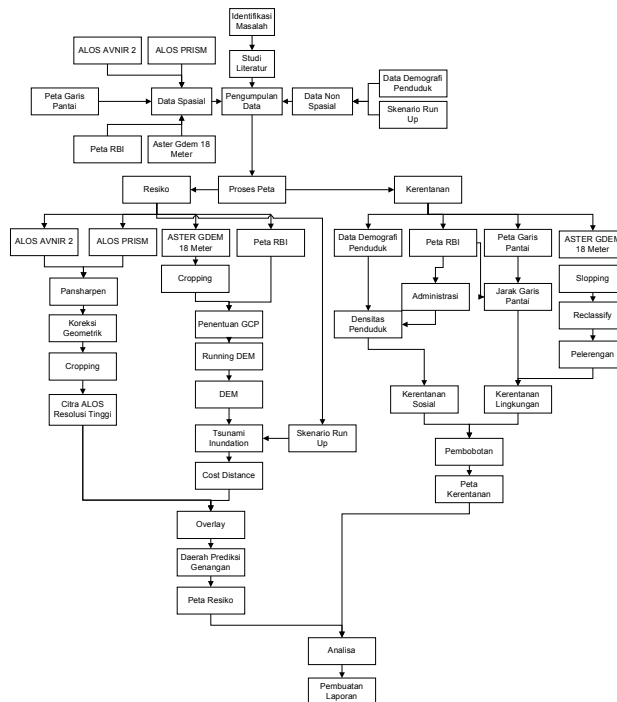 Identifikasi
Masalah
ALOS AVNIR 2
ALOS PRISM
Studi
Literatur
Data Demografi
Penduduk
Peta Garis
Pantai
Data Spasial
Pengumpulan
Data
Data Non
Spasial
Skenario Run
Up
Peta RBI
Aster Gdem 18
Meter
Resiko
Proses Peta
Kerentanan
ALOS AVNIR 2
ALOS PRISM
ASTER GDEM
18 Meter
Peta RBI
Data Demografi
Penduduk
Peta RBI
Peta Garis
Pantai
ASTER GDEM
18 Meter
Pansharpen
Cropping
Administrasi
Jarak Garis
Pantai
Slopping
Koreksi
Geometrik
Penentuan GCP
Densitas
Penduduk
Reclassify
Cropping
Running DEM
Pelerengan
Citra ALOS
Resolusi Tinggi
DEM
Kerentanan
Sosial
Kerentanan
Lingkungan
Tsunami
Inundation
Skenario Run
Up
Pembobotan
Cost Distance
Peta
Kerentanan
Overlay
Daerah Prediksi
Genangan
Peta Resiko
Analisa
Pembuatan
Laporan